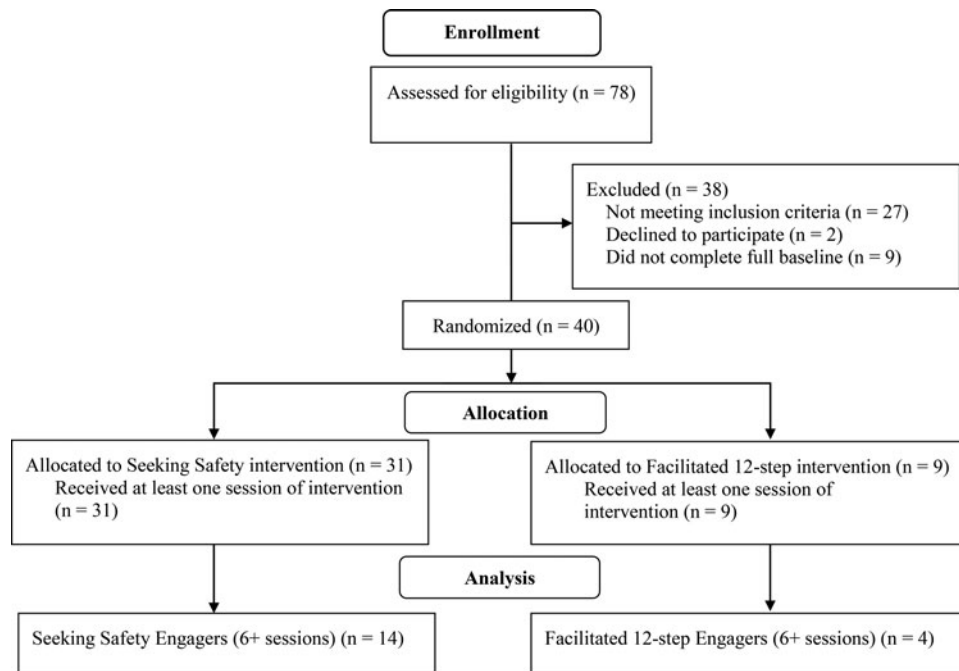 Enrollment
Assessed for eligibility (n = 78)
Excluded (n = 38)
Not meeting inclusion criteria (n = 27)
Declined to participate (n = 2)
Did not complete full baseline (n = 9)
Randomized (n = 40)
Allocation
Allocated to Seeking Safety intervention (n = 31)
Received at least one session of intervention
(n = 31)
Allocated to Facilitated 12-step intervention (n = 9)
Received at least one session of
intervention (n = 9)
Analysis
Seeking Safety Engagers (6+ sessions) (n = 14)
Facilitated 12-step Engagers (6+ sessions) (n = 4)